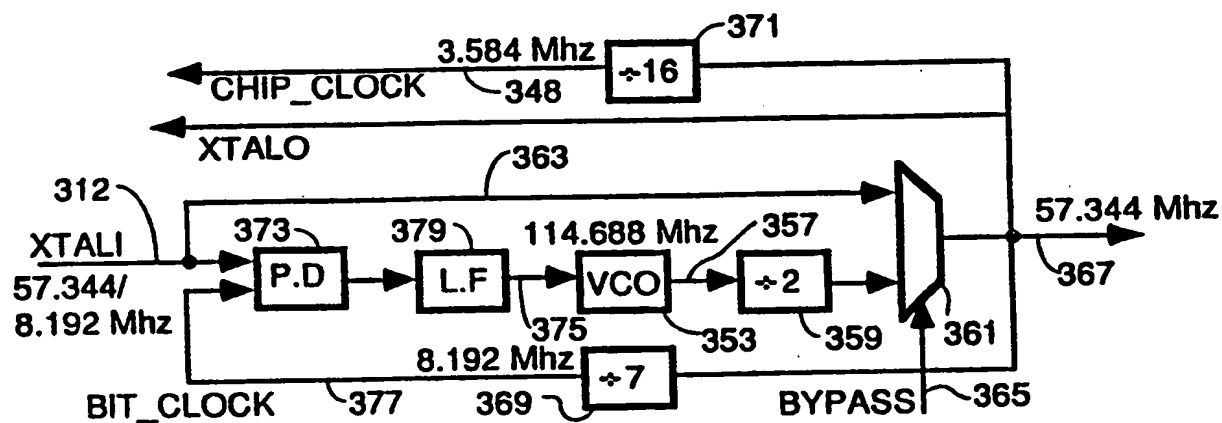 3.584 Mhz
371
÷16
CHIP_CLOCK
348
XTALO
363
312
57.344 Mhz
XTALI
373
379
114.688 Mhz
357
P.D
L.F
VCO
÷2
367
57.344/
8.192 Mhz
375
353
359
361
8.192 Mhz
÷7
BIT_CLOCK
377
369
BYPASS
365